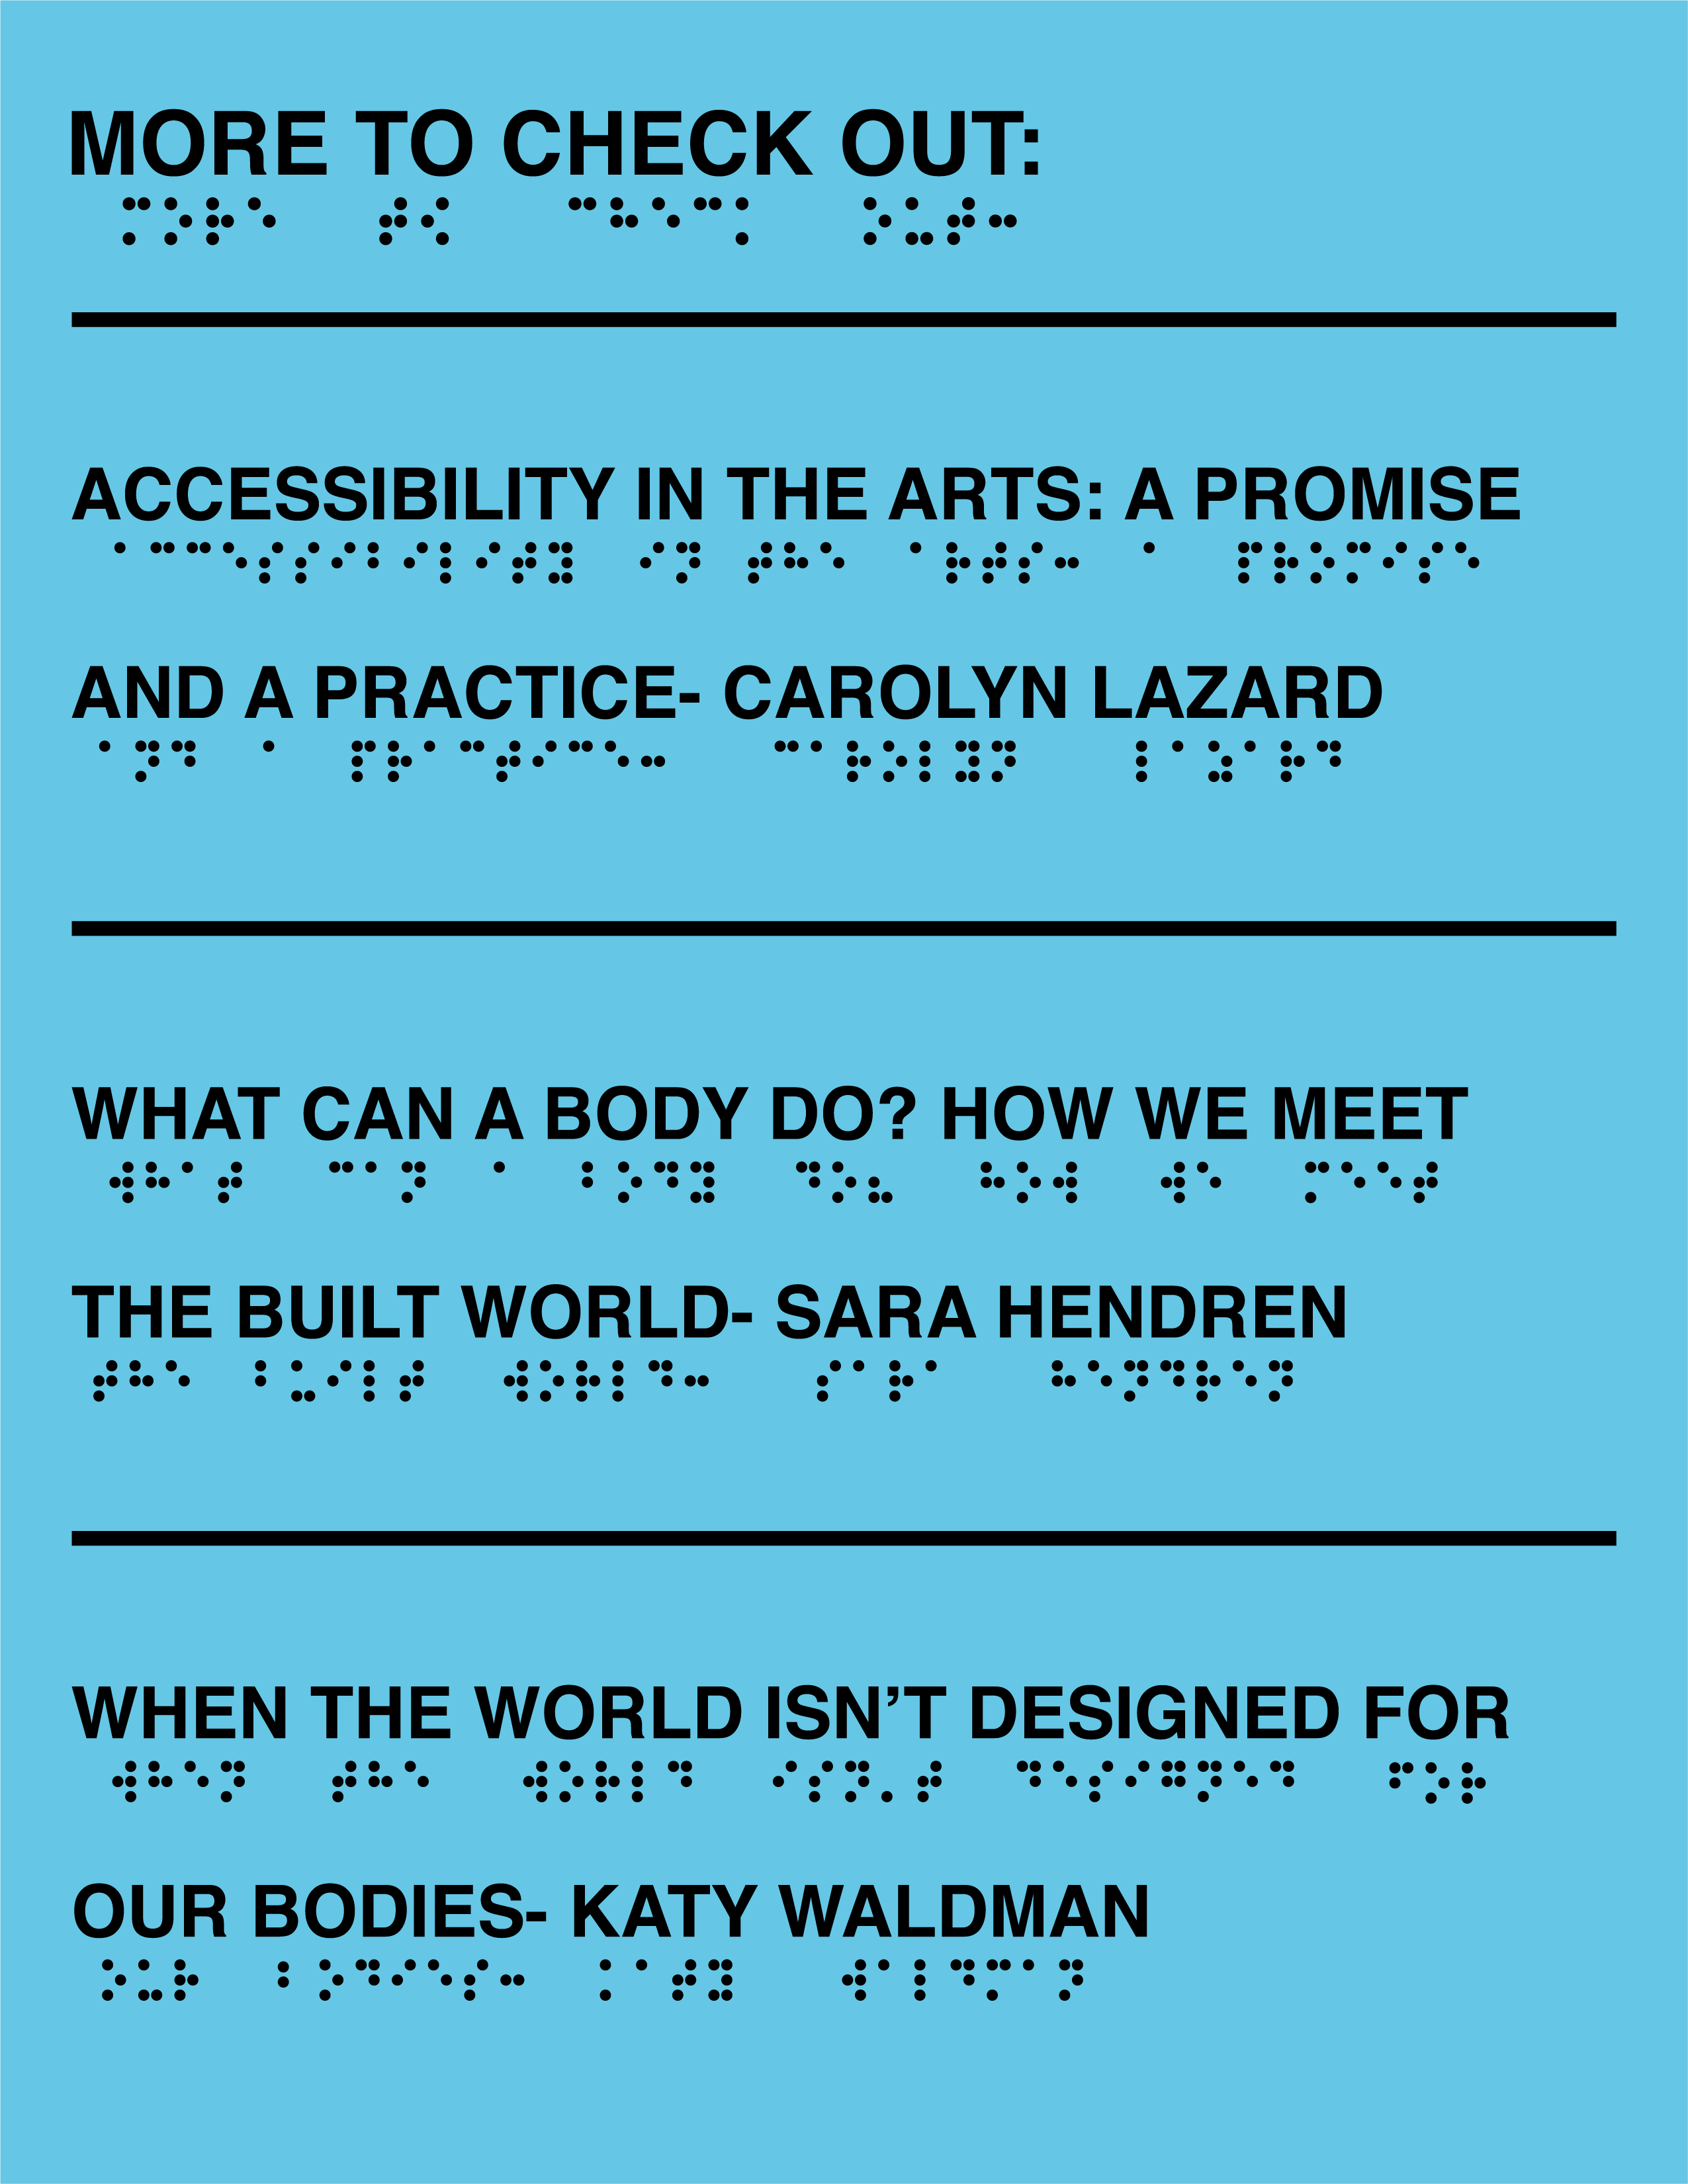 MORE TO CHECK OUT:
⠍⠕⠗⠑ ⠞⠪ ⠉⠓⠑⠉⠅ ⠕⠥⠞⠒
ACCESSIBILITY IN THE ARTS: A PROMISE
⠁⠉⠉⠑⠎⠎⠊⠃⠊⠇⠊⠞⠽ ⠊⠝ ⠞⠓⠑ ⠁⠗⠞⠎⠒ ⠁ ⠏⠗⠕⠍⠊⠎⠑
AND A PRACTICE- CAROLYN LAZARD
⠁⠝⠙ ⠁ ⠏⠗⠁⠉⠞⠊⠉⠑⠒ ⠉⠁⠗⠕⠇⠽⠝ ⠇⠁⠵⠁⠗⠙
WHAT CAN A BODY DO? HOW WE MEET
⠺⠓⠁⠞ ⠉⠁⠝ ⠁ ⠃⠕⠙⠽ ⠙⠕⠦ ⠓⠕⠺ ⠺⠑ ⠍⠑⠑⠞
THE BUILT WORLD- SARA HENDREN
⠞⠓⠑ ⠃⠥⠊⠇⠞ ⠺⠕⠗⠇⠙⠒ ⠎⠁⠗⠁ ⠓⠑⠝⠙⠗⠑⠝
WHEN THE WORLD ISN’T DESIGNED FOR
⠺⠓⠑⠝ ⠞⠓⠑ ⠺⠕⠗⠇⠙ ⠊⠎⠝⠄⠞ ⠙⠑⠎⠊⠛⠝⠑⠙ ⠋⠕⠗
OUR BODIES- KATY WALDMAN
⠕⠥⠗ ⠃⠕⠙⠊⠑⠎⠒ ⠅⠁⠞⠽ ⠺⠁⠇⠙⠍⠁⠝